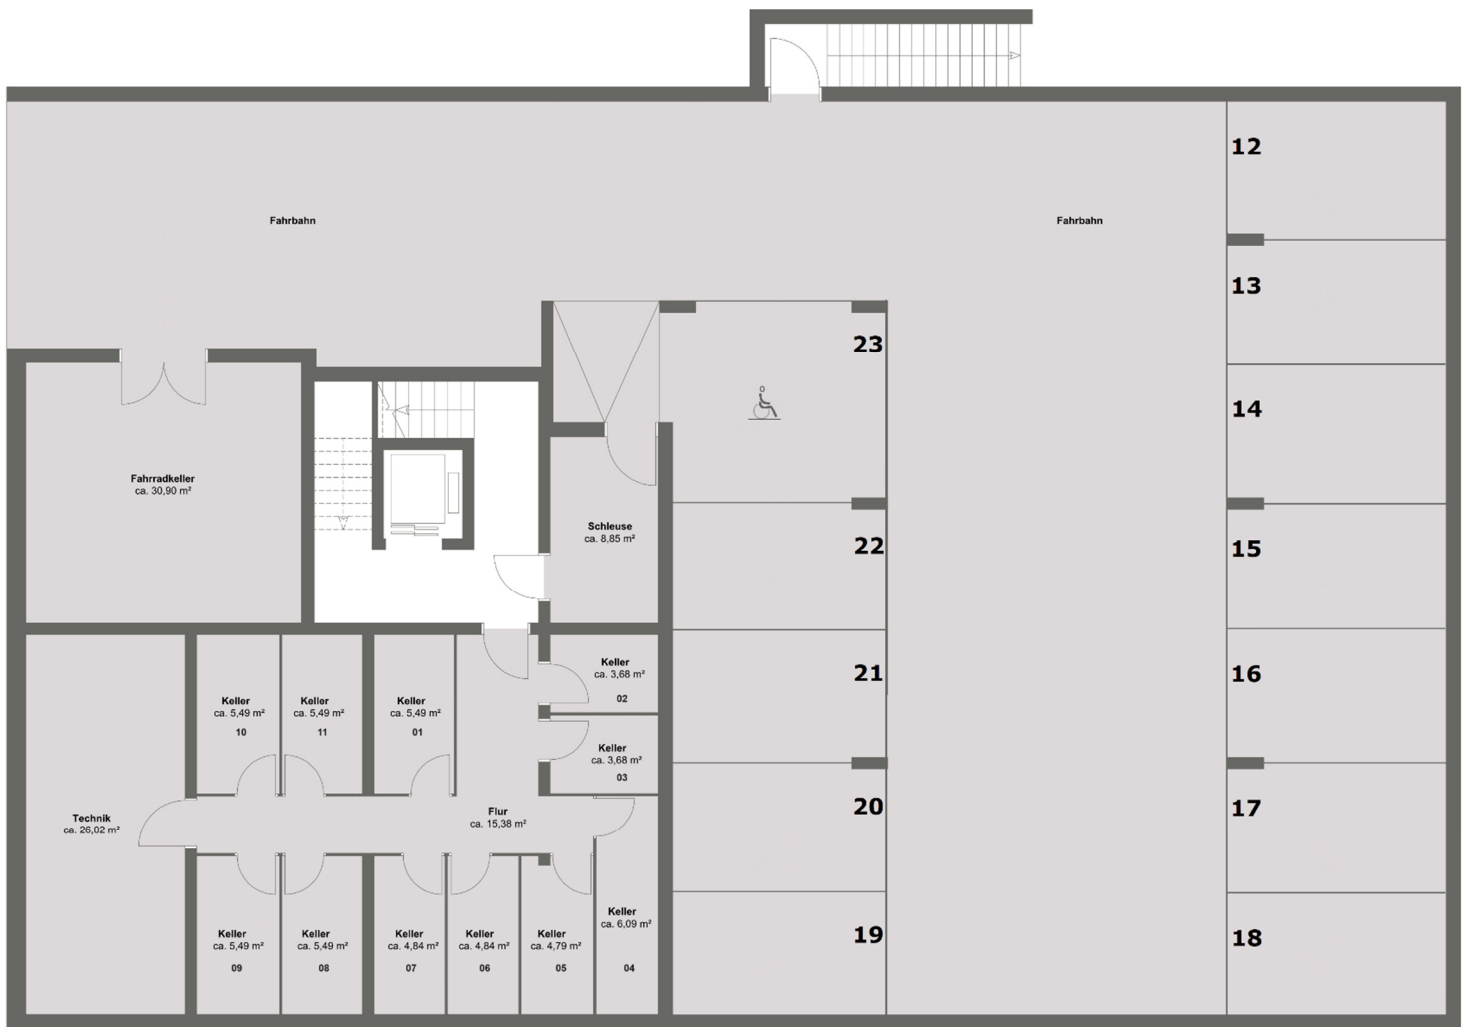 12
Fahrbahn
Fahrbahn
13
23
14
Fahrradkeller
ca. 30,90 m²
Schleuse
ca. 8,85 m²
22
15
Keller
ca. 3,68 m²
02
21
16
Keller
ca. 5,49 m²
10
Keller
ca. 5,49 m²
11
Keller
ca. 5,49 m²
01
Keller
ca. 3,68 m²
03
20
17
Technik
ca. 26,02 m²
Flur
ca. 15,38 m²
Keller
ca. 6,09 m²
04
Keller
ca. 5,49 m²
09
Keller
ca. 5,49 m²
08
Keller
ca. 4,84 m²
07
Keller
ca. 4,84 m²
06
Keller
ca. 4,79 m²
05
19
18